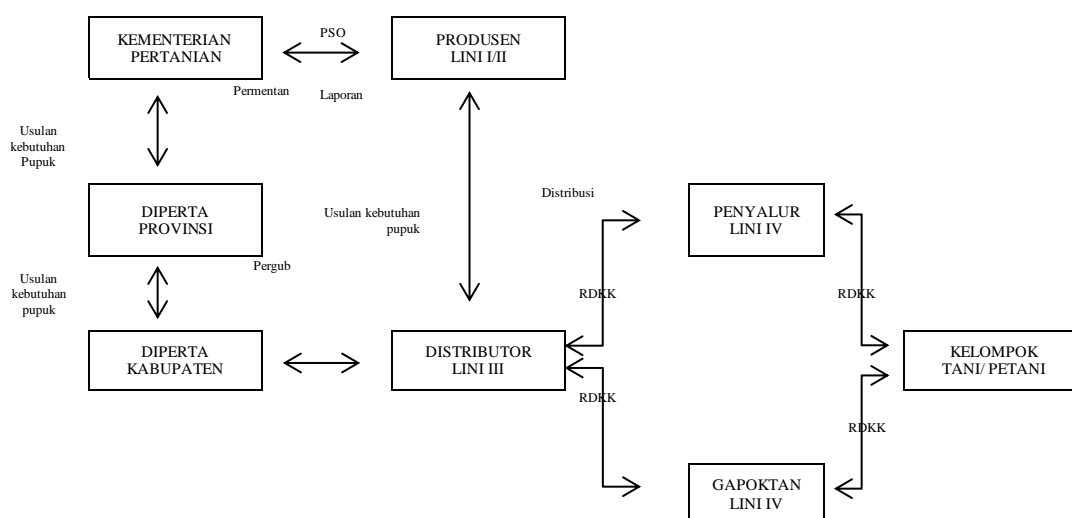 KEMENTERIAN
PERTANIAN
PSO
PRODUSEN
LINI I/II
Permentan
Laporan
Usulan
kebutuhan
Pupuk
DIPERTA
PROVINSI
Usulan kebutuhan
pupuk
Distribusi
PENYALUR
LINI IV
Pergub
Usulan
kebutuhan
pupuk
RDKK
RDKK
DIPERTA
KABUPATEN
DISTRIBUTOR
LINI III
KELOMPOK
TANI/ PETANI
RDKK
RDKK
GAPOKTAN
LINI IV